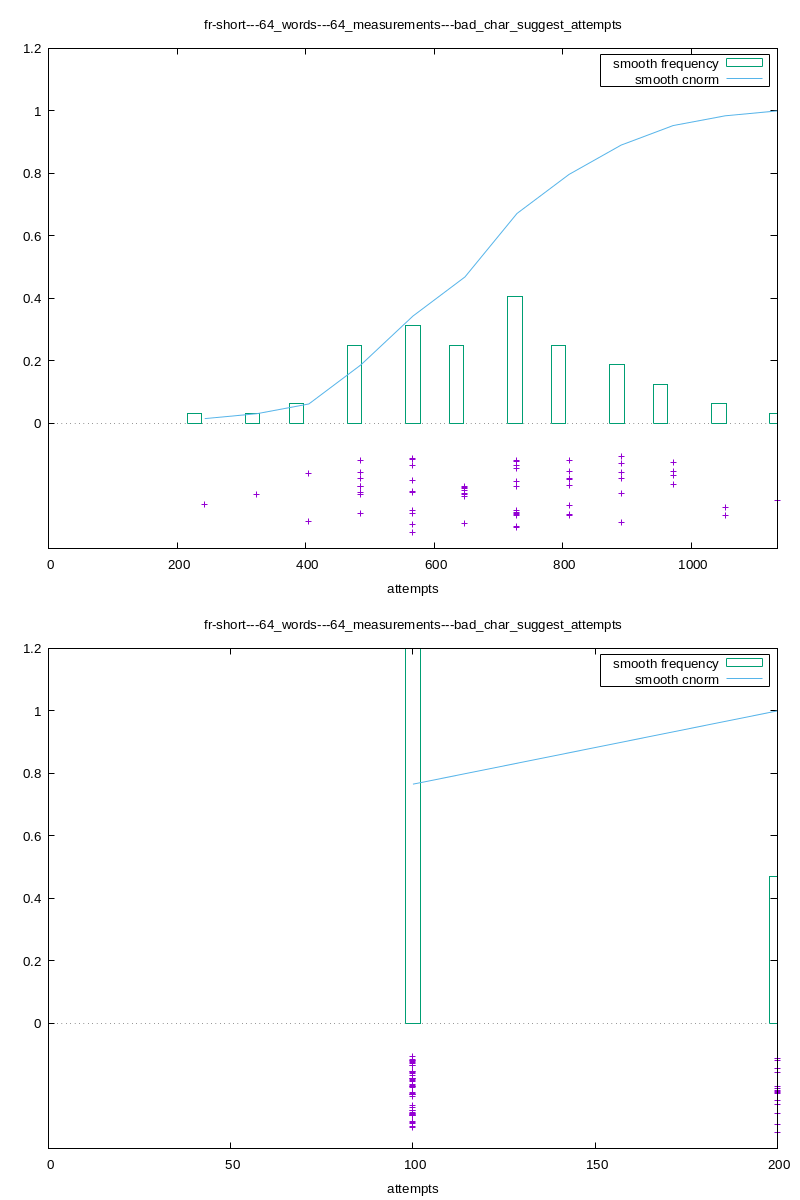 fr-short---64_words---64_measurements---bad_char_suggest_attempts
1.2
smooth frequency
smooth cnorm
1
0.8
0.6
0.4
0.2
0
0 200 400 600 800 1000
attempts
fr-short---64_words---64_measurements---bad_char_suggest_attempts
1.2
smooth frequency
smooth cnorm
1
0.8
0.6
0.4
0.2
0
0 50 100 150 200
attempts